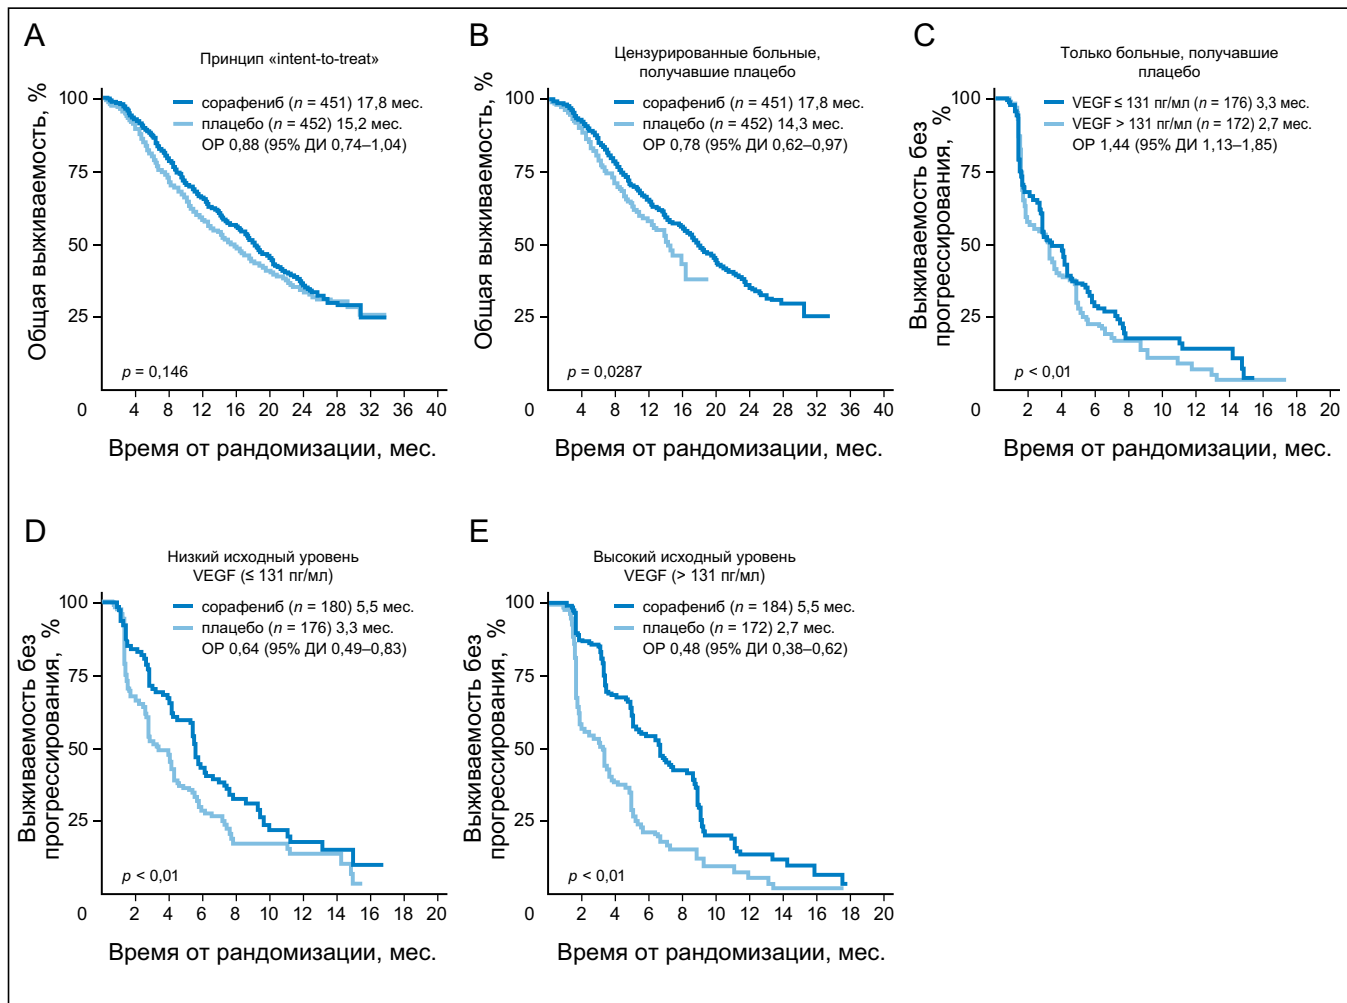 A
Принцип «intent-to-treat»
сорафениб (n = 451) 17,8 мес.
плацебо (n = 452) 15,2 мес.
ОР 0,88 (95% ДИ 0,74–1,04)
Общая выживаемость, %
100
75
50
25
p = 0,146
0 4 8 12 16 20 24 28 32 36 40
Время от рандомизации, мес.
B
Цензурированные больные,
получавшие плацебо
сорафениб (n = 451) 17,8 мес.
плацебо (n = 452) 14,3 мес.
ОР 0,78 (95% ДИ 0,62–0,97)
Общая выживаемость, %
100
75
50
25
p = 0,0287
0 4 8 12 16 20 24 28 32 36 40
Время от рандомизации, мес.
C
Только больные, получавшие
плацебо
VEGF ≤ 131 пг/мл (n = 176) 3,3 мес.
VEGF > 131 пг/мл (n = 172) 2,7 мес.
ОР 1,44 (95% ДИ 1,13–1,85)
Выживаемость без
прогрессирования, %
100
75
50
25
p < 0,01
0 2 4 6 8 10 12 14 16 18 20
Время от рандомизации, мес.
D
Низкий исходный уровень
VEGF (≤ 131 пг/мл)
сорафениб (n = 180) 5,5 мес.
плацебо (n = 176) 3,3 мес.
ОР 0,64 (95% ДИ 0,49–0,83)
Выживаемость без
прогрессирования, %
100
75
50
25
p < 0,01
0 2 4 6 8 10 12 14 16 18 20
Время от рандомизации, мес.
E
Высокий исходный уровень
VEGF (> 131 пг/мл)
сорафениб (n = 184) 5,5 мес.
плацебо (n = 172) 2,7 мес.
ОР 0,48 (95% ДИ 0,38–0,62)
Выживаемость без
прогрессирования, %
100
75
50
25
p < 0,01
0 2 4 6 8 10 12 14 16 18 20
Время от рандомизации, мес.